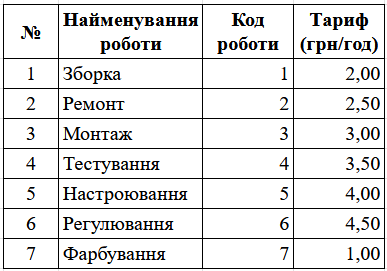 № Найменування роботи Код роботи Тариф (грн/год)
1 Зборка 1 2,00
2 Ремонт 2 2,50
3 Монтаж 3 3,00
4 Тестування 4 3,50
5 Настроювання 5 4,00
6 Регулювання 6 4,50
7 Фарбування 7 1,00